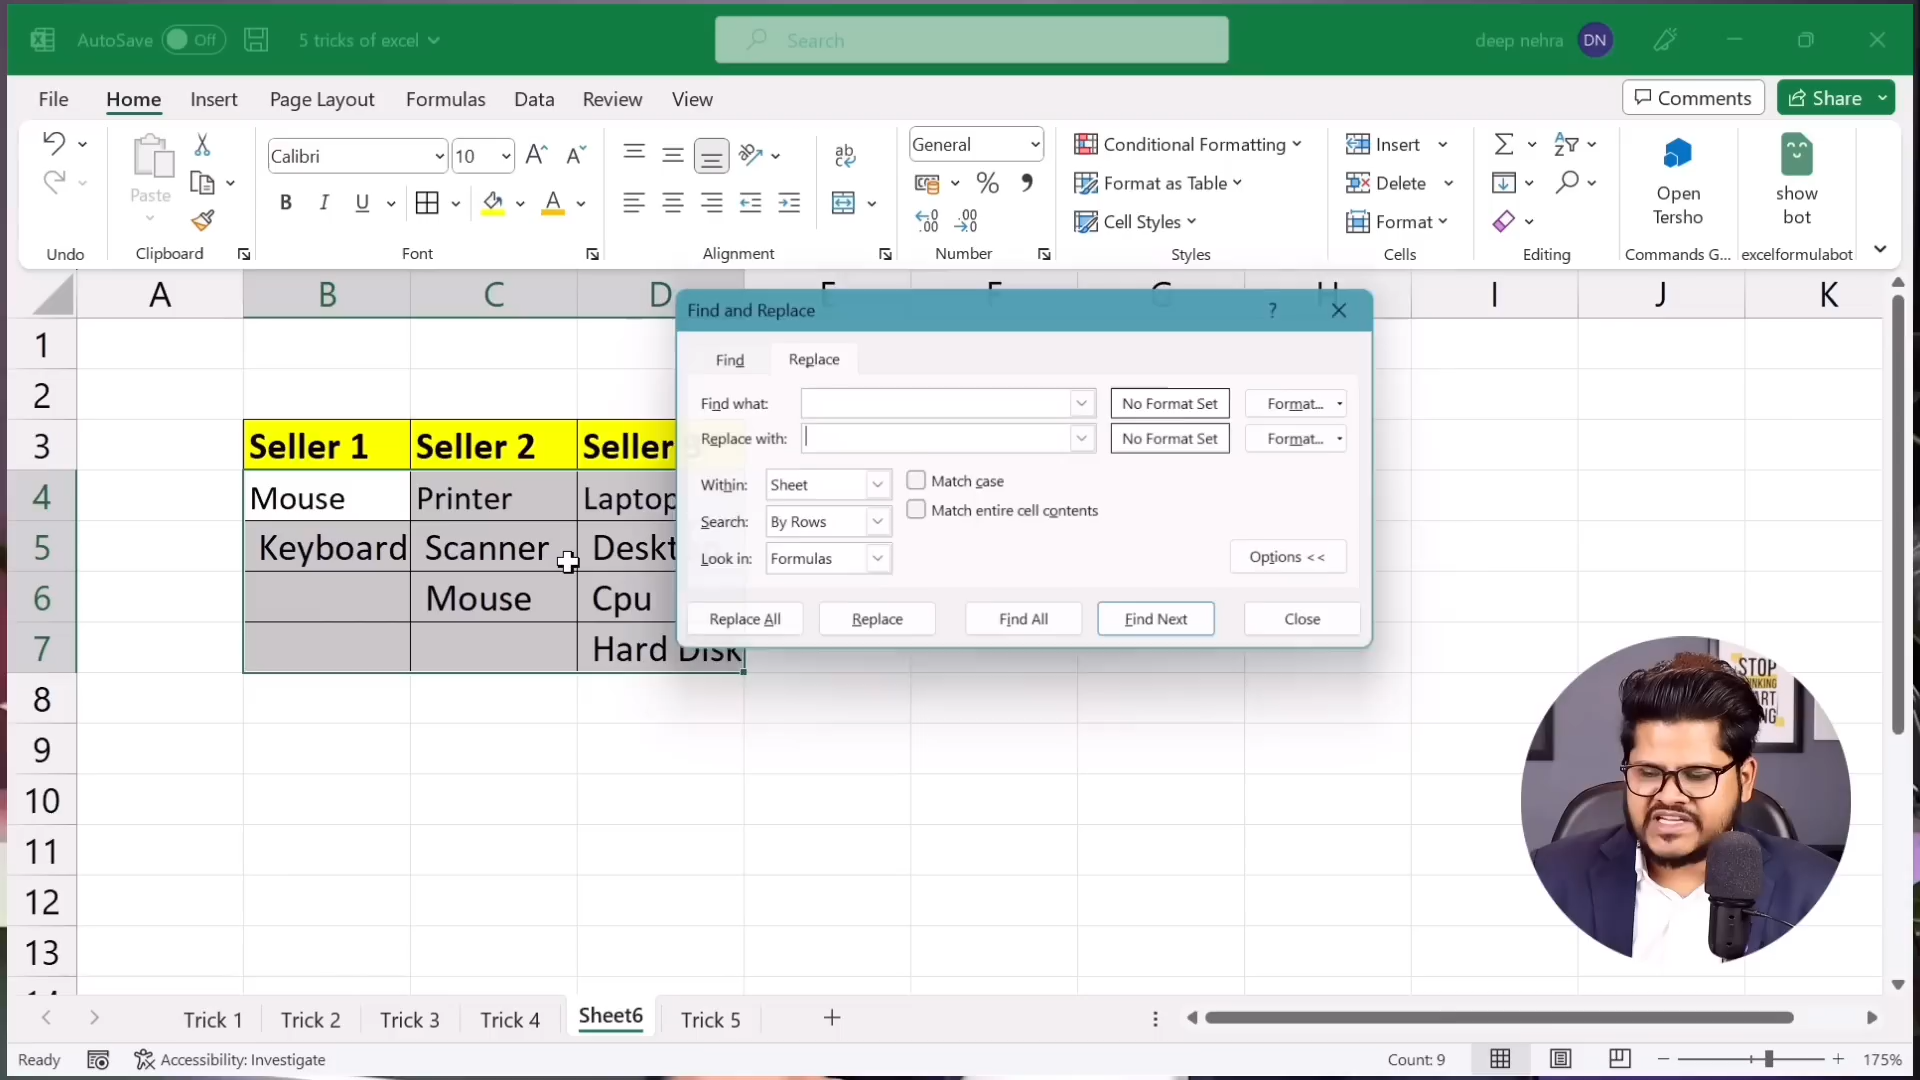 AutoSave Off 5 tricks of excel Search deep nehra DN
File Home Insert Page Layout Formulas Data Review View Comments Share
Calibri 10 General Conditional Formatting Insert
Paste Format as Table Delete Open Tersho show bot
B I U Cell Styles Format
Undo Clipboard Font Alignment Number Styles Cells Editing Commands G... excelformulabot
A B C D E F G H I J K
Find and Replace ? 
Find Replace
Find what: No Format Set Format...
Replace with: No Format Set Format...
Within: Sheet Match case
Search: By Rows Match entire cell contents
Look in: Formulas Options <<
Replace All Replace Find All Find Next Close
1
2
3 Seller 1 Seller 2 Seller
4 Mouse Printer Laptop
5 Keyboard Scanner Deskt
6 Mouse Cpu
7 Hard Disk
8
9
10
11
12
13
14
STOP
Trick 1 Trick 2 Trick 3 Trick 4 Sheet6 Trick 5
Ready Accessibility: Investigate Count: 9 175%